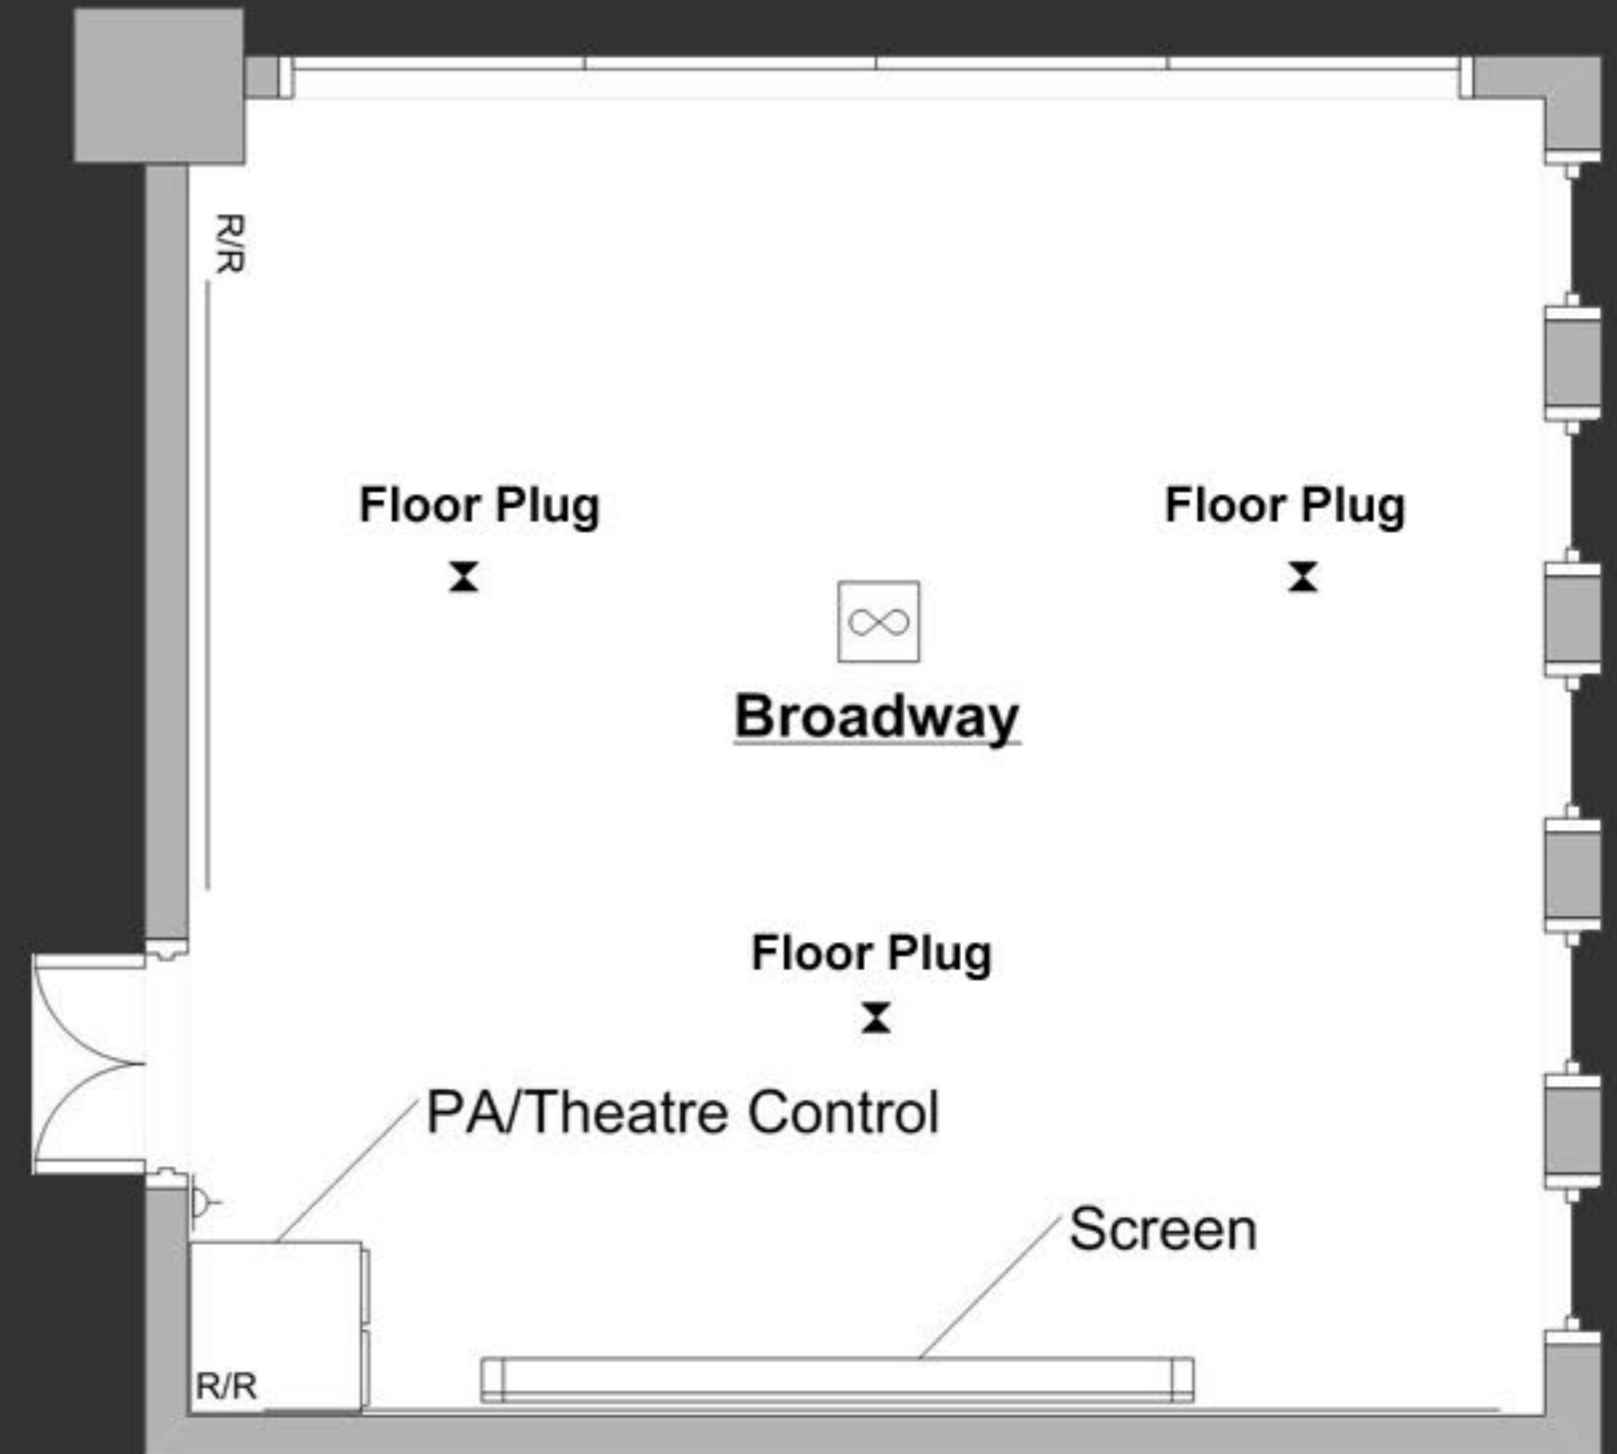 R/R
Floor Plug
Floor Plug
Broadway
Floor Plug
PA/Theatre Control
Screen
R/R